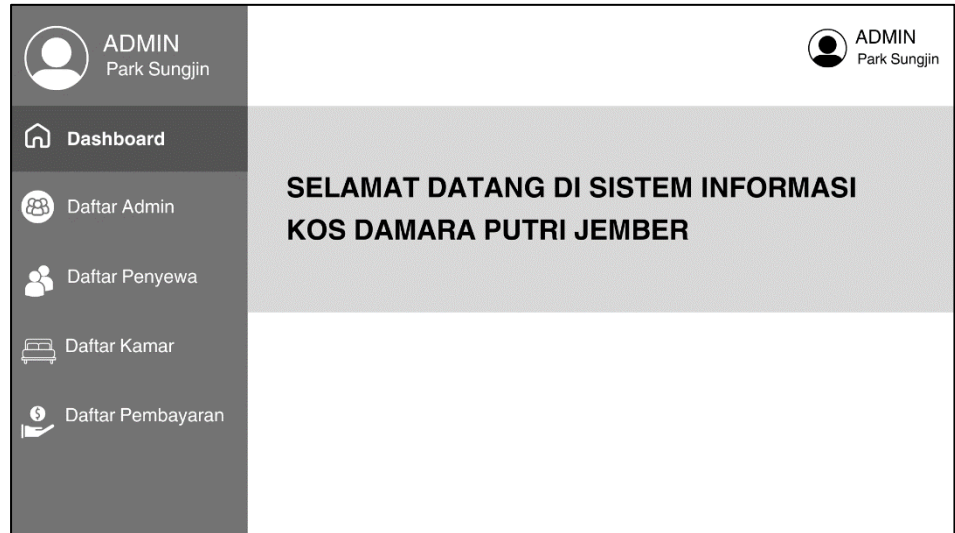 ADMIN
Park Sungjin
ADMIN
Park Sungjin
Dashboard
Daftar Admin
Daftar Penyewa
Daftar Kamar
Daftar Pembayaran
SELAMAT DATANG DI SISTEM INFORMASI
KOS DAMARA PUTRI JEMBER